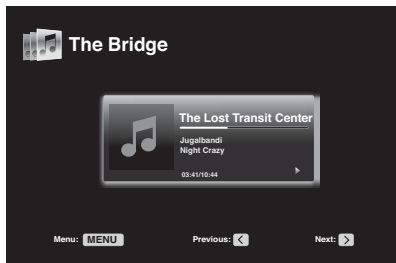 The Bridge
The Lost Transit Center
Jugalbandi
Night Crazy
03:41/10:44
Menu: MENU Previous: Next: